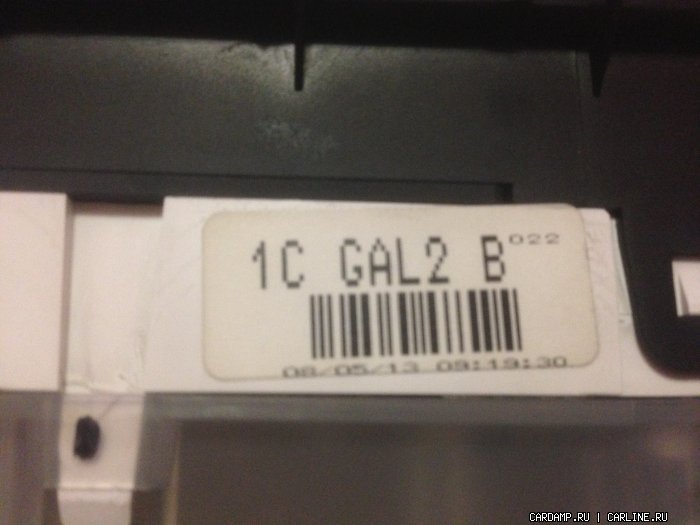 1C GAL2 B 022
08/05/13 09:19:30
CARDAMP.RU | CARLINE.RU